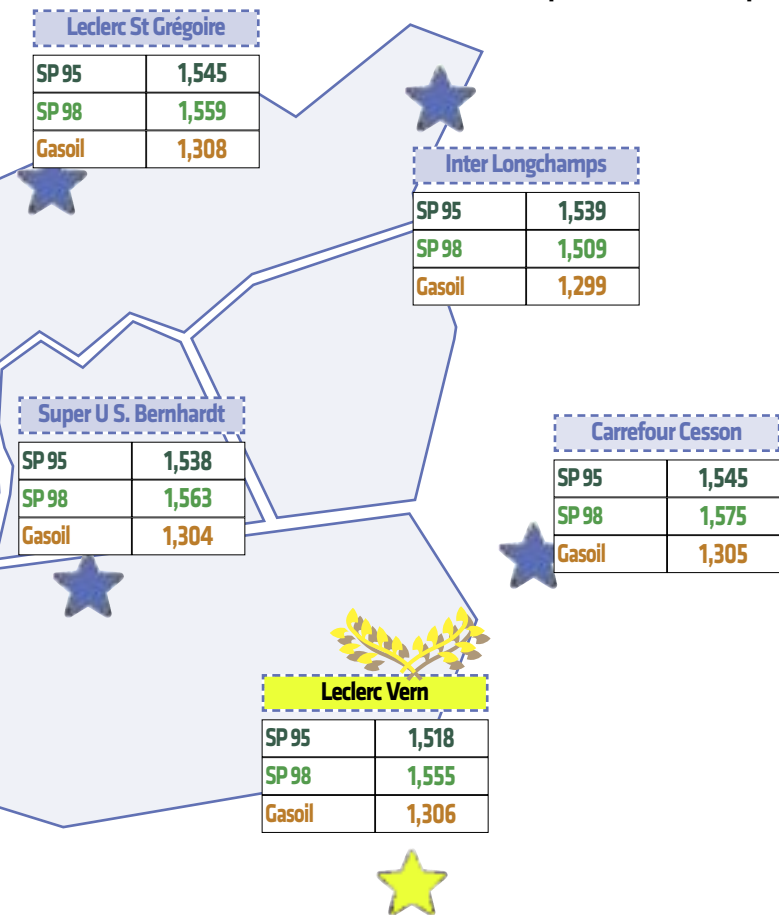 Leclerc St Grégoire
SP 95 1,545
SP 98 1,559
Gasoil 1,308
Inter Longchamps
SP 95 1,539
SP 98 1,509
Gasoil 1,299
Super U S. Bernhardt
SP 95 1,538
SP 98 1,563
Gasoil 1,304
Carrefour Cesson
SP 95 1,545
SP 98 1,575
Gasoil 1,305
Leclerc Vern
SP 95 1,518
SP 98 1,555
Gasoil 1,306